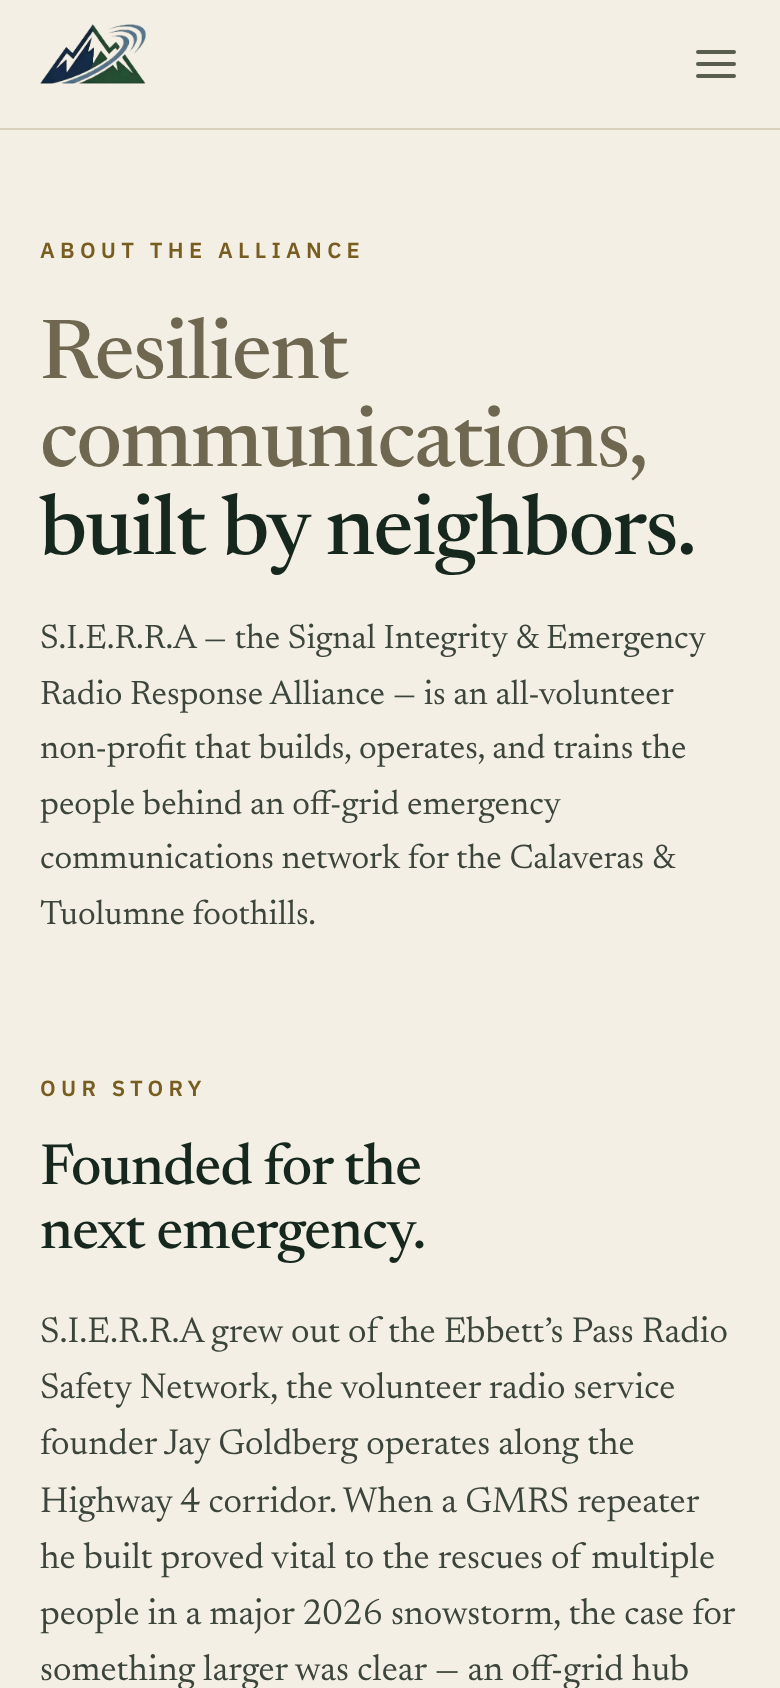 ABOUT THE ALLIANCE
Resilient
communications,
built by neighbors.
S.I.E.R.R.A — the Signal Integrity & Emergency
Radio Response Alliance — is an all-volunteer
non-profit that builds, operates, and trains the
people behind an off-grid emergency
communications network for the Calaveras &
Tuolumne foothills.
OUR STORY
Founded for the
next emergency.
S.I.E.R.R.A grew out of the Ebbett’s Pass Radio
Safety Network, the volunteer radio service
founder Jay Goldberg operates along the
Highway 4 corridor. When a GMRS repeater
he built proved vital to the rescues of multiple
people in a major 2026 snowstorm, the case for
something larger was clear — an off-grid hub